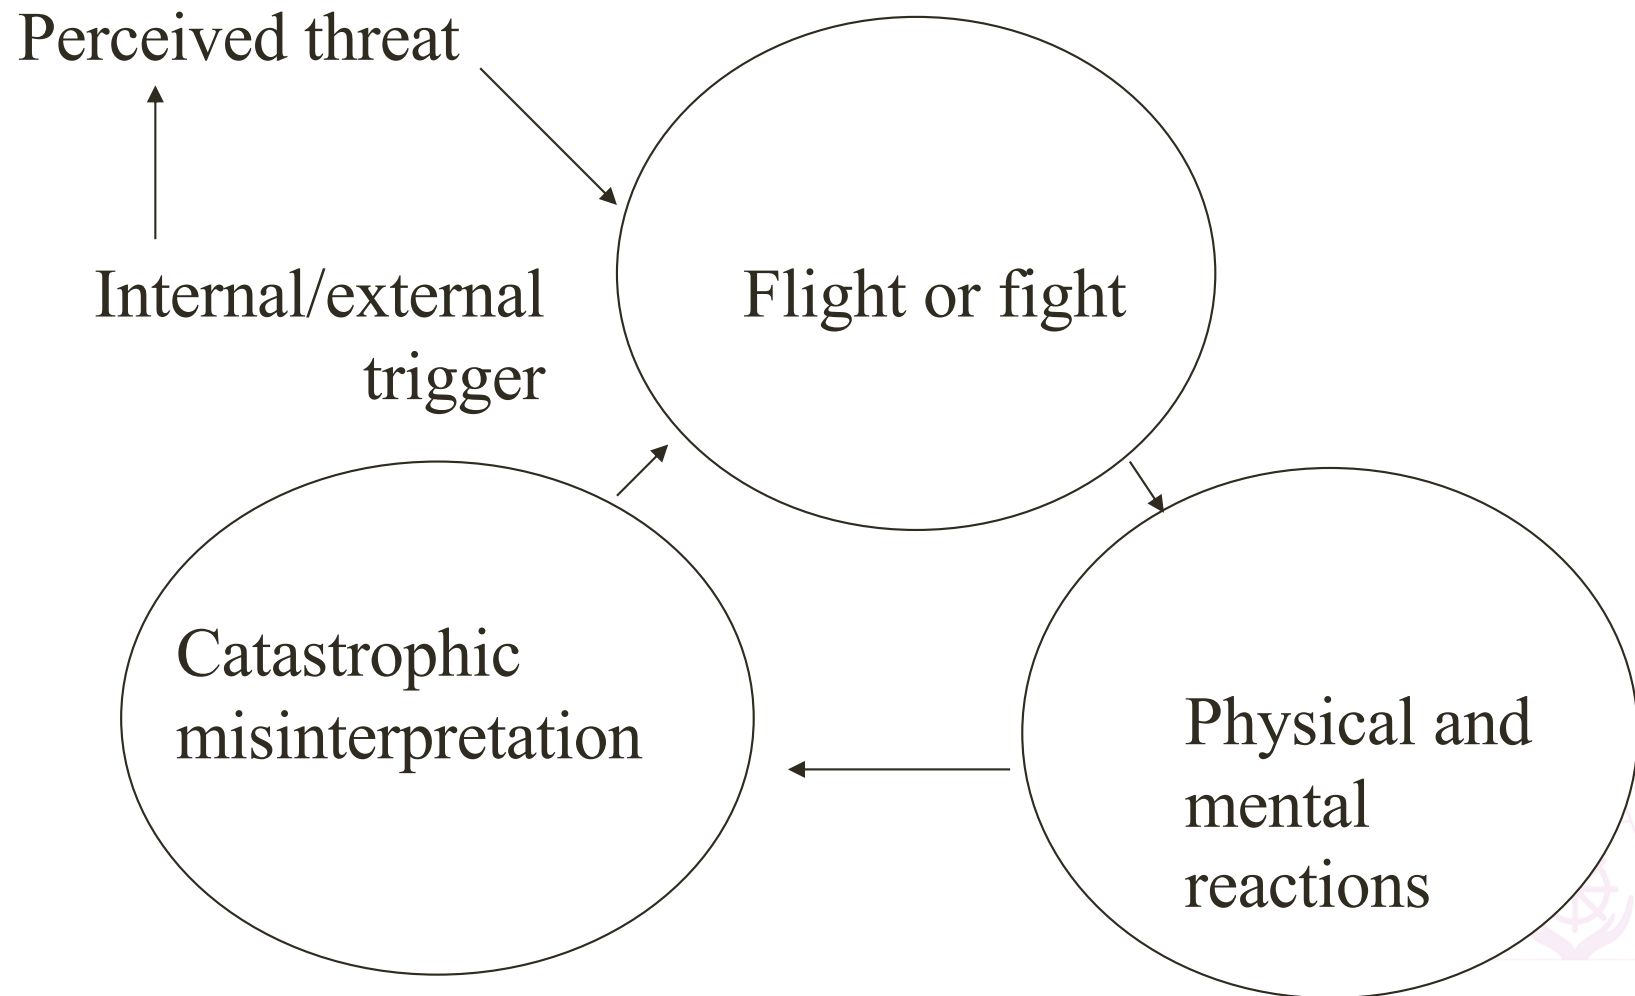 Perceived threat
Internal/external
trigger
Flight or fight
Catastrophic
misinterpretation
Physical and
mental
reactions